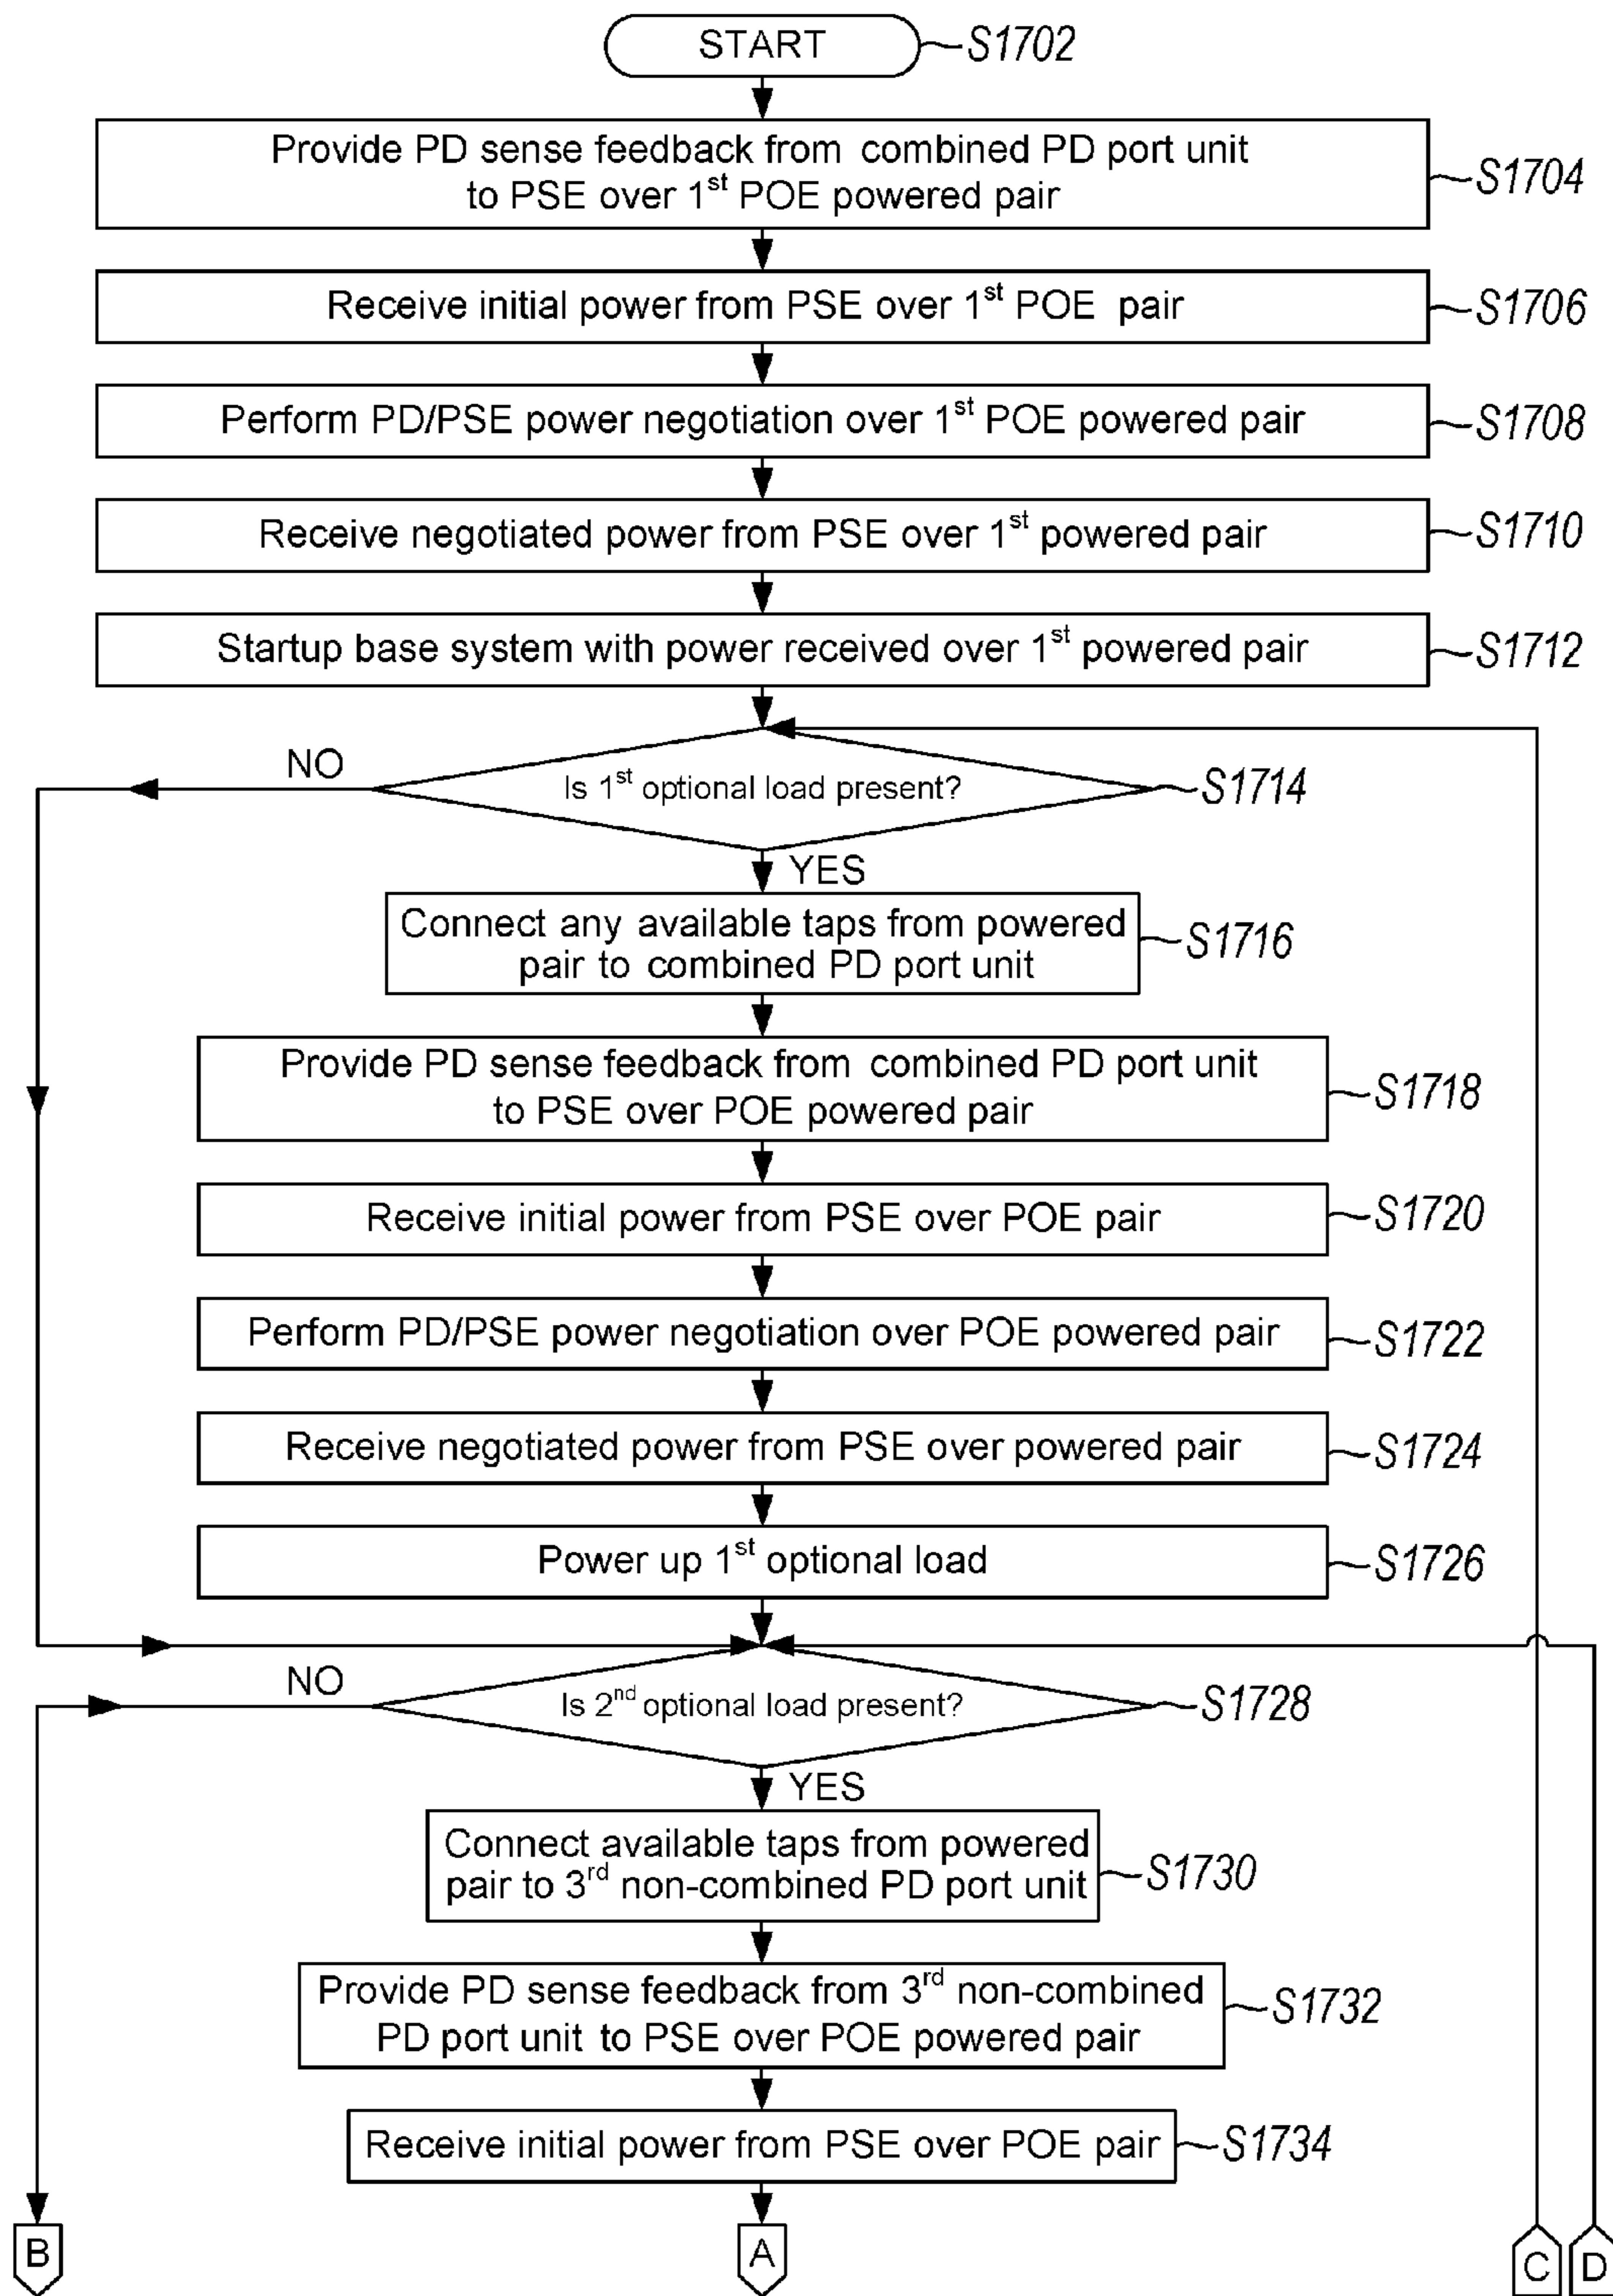 START
S1702
Provide PD sense feedback from combined PD port unit
to PSE over 1st POE powered pair
S1704
Receive initial power from PSE over 1st POE pair
S1706
Perform PD/PSE power negotiation over 1st POE powered pair
S1708
Receive negotiated power from PSE over 1st powered pair
S1710
Startup base system with power received over 1st powered pair
S1712
NO
Is 1st optional load present?
S1714
YES
Connect any available taps from powered
pair to combined PD port unit
S1716
Provide PD sense feedback from combined PD port unit
to PSE over POE powered pair
S1718
Receive initial power from PSE over POE pair
S1720
Perform PD/PSE power negotiation over POE powered pair
S1722
Receive negotiated power from PSE over powered pair
S1724
Power up 1st optional load
S1726
NO
Is 2nd optional load present?
S1728
YES
Connect available taps from powered
pair to 3rd non-combined PD port unit
S1730
Provide PD sense feedback from 3rd non-combined
PD port unit to PSE over POE powered pair
S1732
Receive initial power from PSE over POE pair
S1734
B
A
C
D